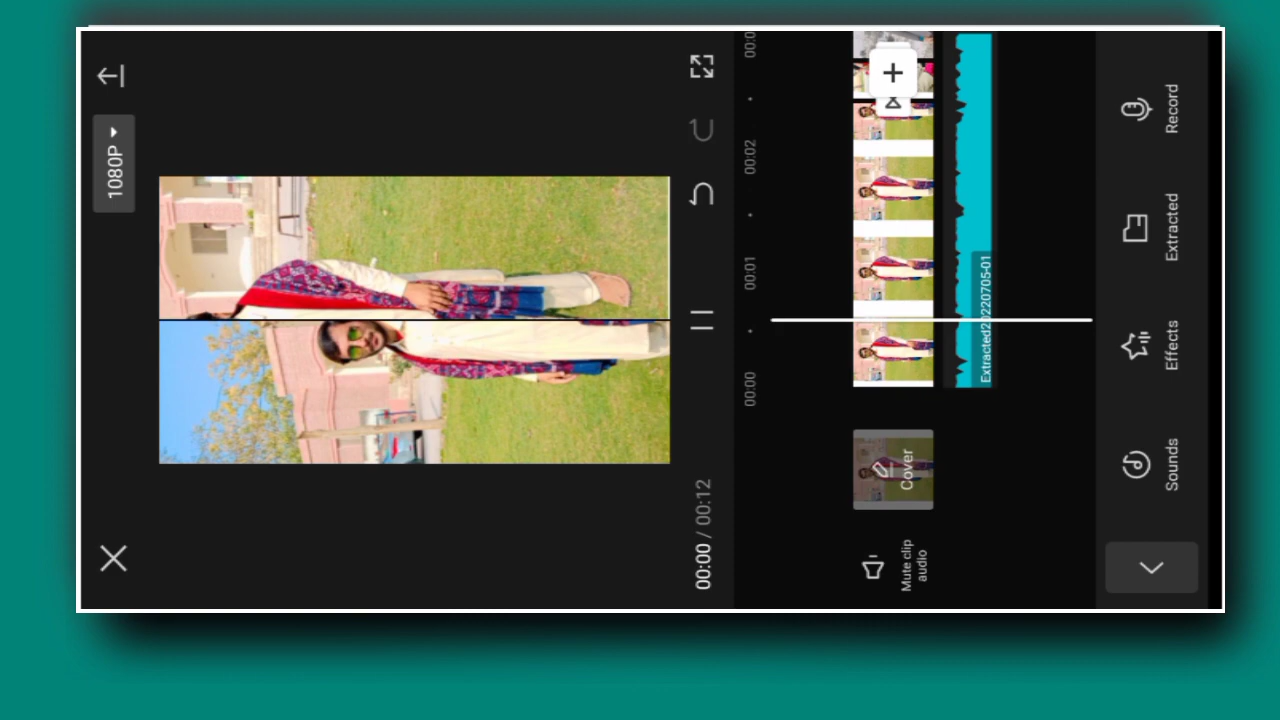 1080P
00:00 / 00:12
00:00
00:01
00:02
00:0
Mute clip
audio
Cover
Extracted20220705-01
Sounds
Effects
Extracted
Record